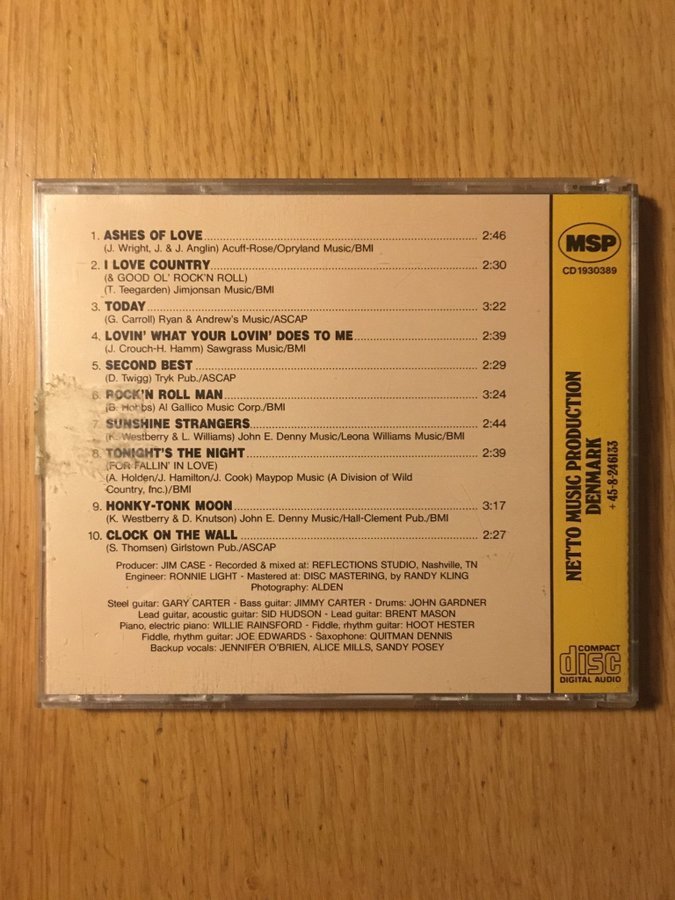 1. ASHES OF LOVE 2:46
(J. Wright, J. & J. Anglin) Acuff-Rose/Opryland Music/BMI
2. I LOVE COUNTRY 2:30
(& GOOD OL' ROCK'N ROLL)
(T. Teegarden) Jimjonsan Music/BMI
3. TODAY 3:22
(G. Carroll) Ryan & Andrew's Music/ASCAP
4. LOVIN' WHAT YOUR LOVIN' DOES TO ME 2:39
(J. Crouch-H. Hamm) Sawgrass Music/BMI
5. SECOND BEST 2:29
(D. Twigg) Tryk Pub./ASCAP
6. ROCK'N ROLL MAN 3:24
Hobbs) Al Gallico Music Corp./BMI
7. SUNSHINE STRANGERS 2:44
(K. Westberry & L. Williams) John E. Denny Music/Leona Williams Music/BMI
8. TONIGHT'S THE NIGHT 2:39
(FOR FALLIN' IN LOVE)
(A. Holden/J. Hamilton/J. Cook) Maypop Music (A Division of Wild
Country, Inc.)/BMI
9. HONKY-TONK MOON 3:17
(K. Westberry & D. Knutson) John E. Denny Music/Hall-Clement Pub./BMI
10. CLOCK ON THE WALL 2:27
(S. Thomsen) Girlstown Pub./ASCAP
Producer: JIM CASE - Recorded & mixed at: REFLECTIONS STUDIO, Nashville, TN
Engineer: RONNIE LIGHT - Mastered at: DISC MASTERING, by RANDY KLING
Photography: ALDEN
Steel guitar: GARY CARTER - Bass guitar: JIMMY CARTER - Drums: JOHN GARDNER
Lead guitar, acoustic guitar: SID HUDSON - Lead guitar: BRENT MASON
Piano, electric piano: WILLIE RAINSFORD - Fiddle, rhythm guitar: HOOT HESTER
Fiddle, rhythm guitar: JOE EDWARDS - Saxophone: QUITMAN DENNIS
Backup vocals: JENNIFER O'BRIEN, ALICE MILLS, SANDY POSEY
MSP
CD1930389
NETTO MUSIC PRODUCTION
DENMARK
+45-8-246133
COMPACT
disc
DIGITAL AUDIO